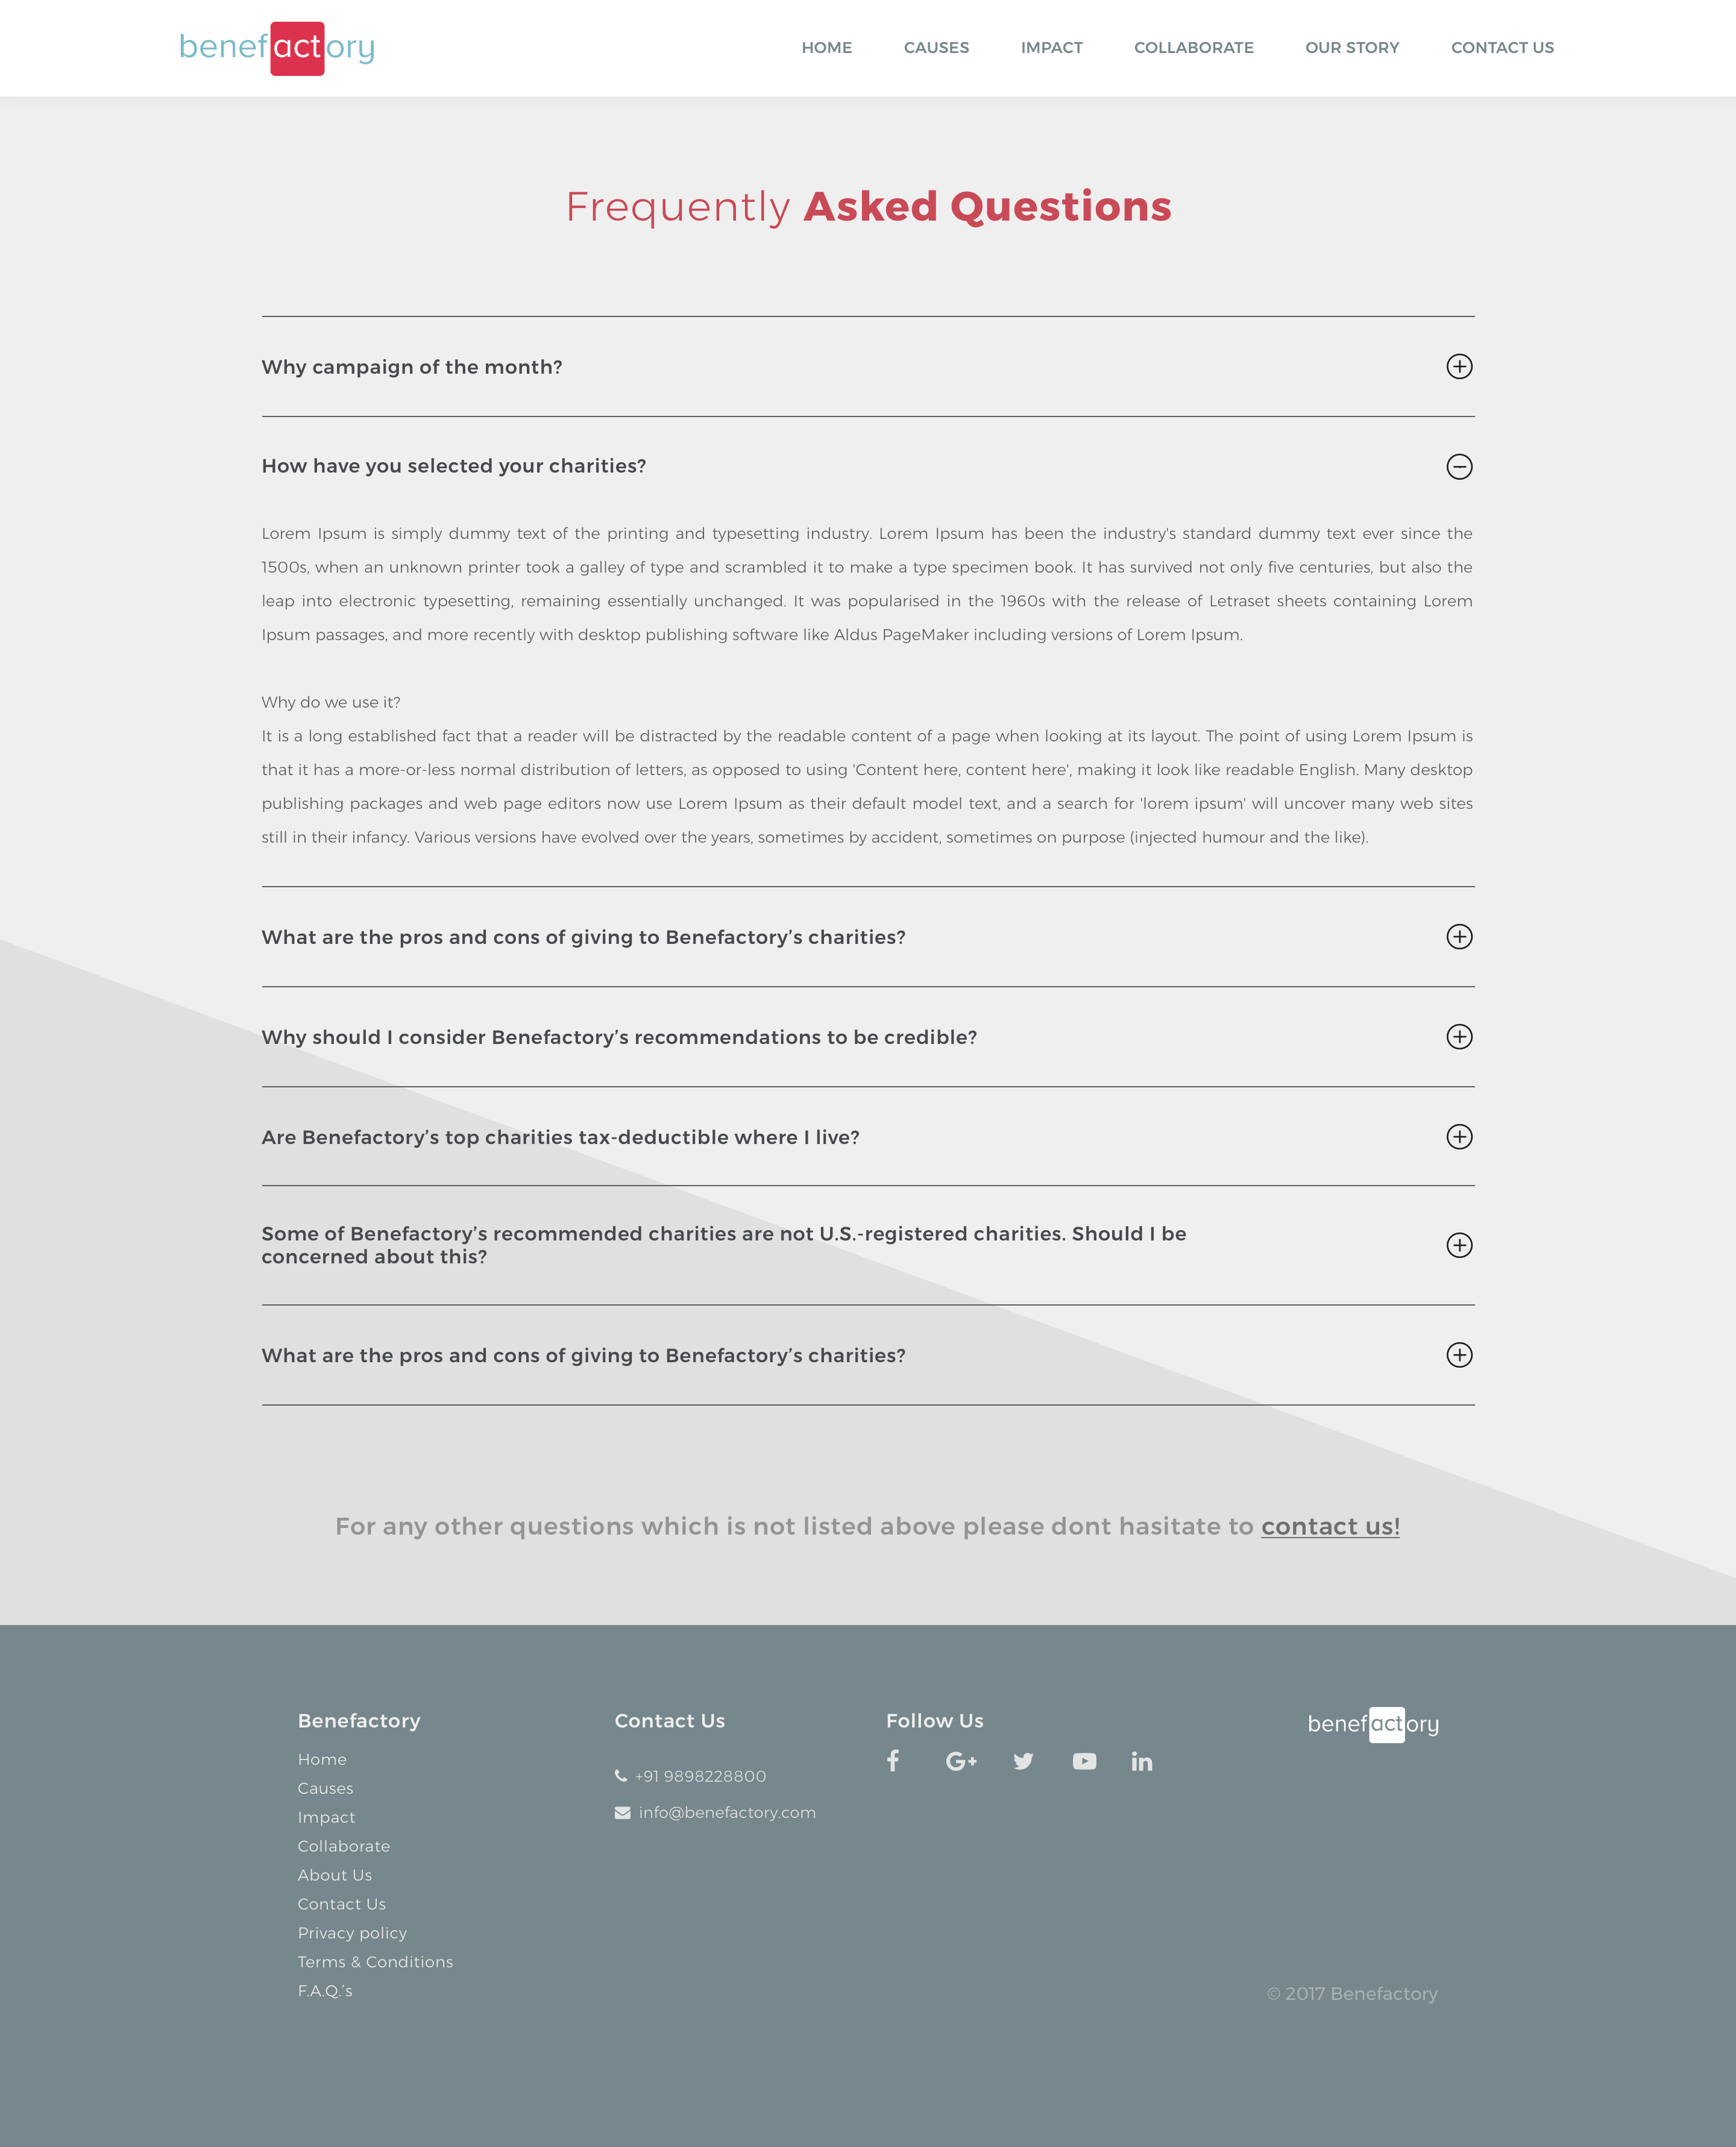 benefactory
HOME CAUSES IMPACT COLLABORATE OUR STORY CONTACT US
Frequently Asked Questions
Why campaign of the month?
How have you selected your charities?
Lorem Ipsum is simply dummy text of the printing and typesetting industry. Lorem Ipsum has been the industry's standard dummy text ever since the
1500s, when an unknown printer took a galley of type and scrambled it to make a type specimen book. It has survived not only five centuries, but also the
leap into electronic typesetting, remaining essentially unchanged. It was popularised in the 1960s with the release of Letraset sheets containing Lorem
Ipsum passages, and more recently with desktop publishing software like Aldus PageMaker including versions of Lorem Ipsum.
Why do we use it?
It is a long established fact that a reader will be distracted by the readable content of a page when looking at its layout. The point of using Lorem Ipsum is
that it has a more-or-less normal distribution of letters, as opposed to using 'Content here, content here', making it look like readable English. Many desktop
publishing packages and web page editors now use Lorem Ipsum as their default model text, and a search for 'lorem ipsum' will uncover many web sites
still in their infancy. Various versions have evolved over the years, sometimes by accident, sometimes on purpose (injected humour and the like).
What are the pros and cons of giving to Benefactory’s charities?
Why should I consider Benefactory’s recommendations to be credible?
Are Benefactory’s top charities tax-deductible where I live?
Some of Benefactory’s recommended charities are not U.S.-registered charities. Should I be
concerned about this?
What are the pros and cons of giving to Benefactory’s charities?
For any other questions which is not listed above please dont hasitate to contact us!
Benefactory
Home
Causes
Impact
Collaborate
About Us
Contact Us
Privacy policy
Terms & Conditions
F.A.Q.’s
Contact Us
+91 9898228800
info@benefactory.com
Follow Us
benefactory
© 2017 Benefactory